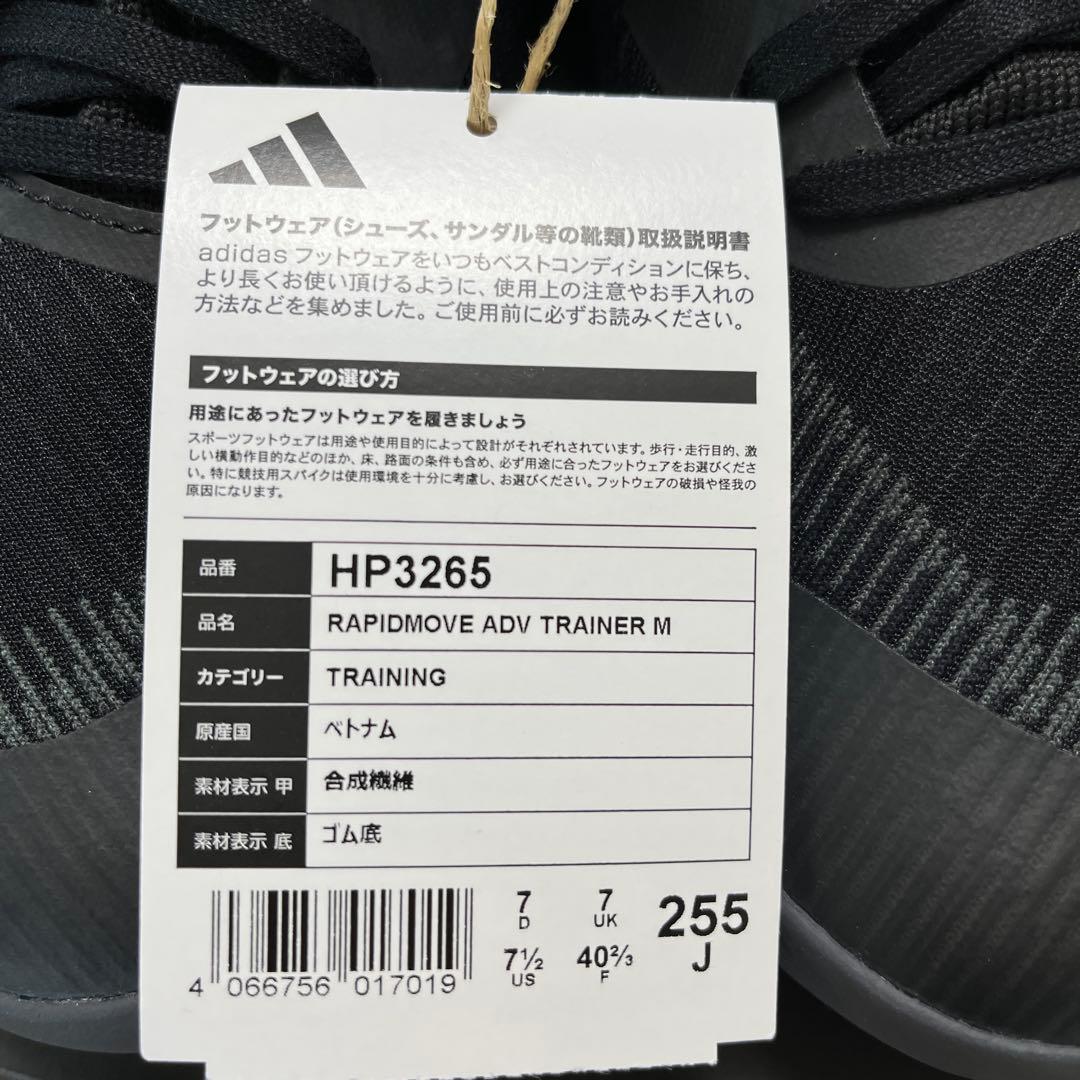 フットウェア(シューズ、サンダル等の靴類)取扱説明書
adidasフットウェアをいつもベストコンディションに保ち、
より長くお使い頂けるように、使用上の注意やお手入れの
方法などを集めました。ご使用前に必ずお読みください。
フットウェアの選び方
用途にあったフットウェアを履きましょう
スポーツフットウェアは用途や使用目的によって設計がそれぞれされています。歩行・走行目的、激
しい横動作目的などのほか、床、路面の条件も含め、必ず用途に合ったフットウェアをお選びくださ
い。特に競技用スパイクは使用環境を十分に考慮し、お選びください。フットウェアの破損や怪我の
原因になります。
品番 HP3265
品名 RAPIDMOVE ADV TRAINER M
カテゴリー TRAINING
原産国 ベトナム
素材表示 甲 合成繊維
素材表示 底 ゴム底
7 7 255
D UK J
7½ 40⅔
US F
4 066756 017019